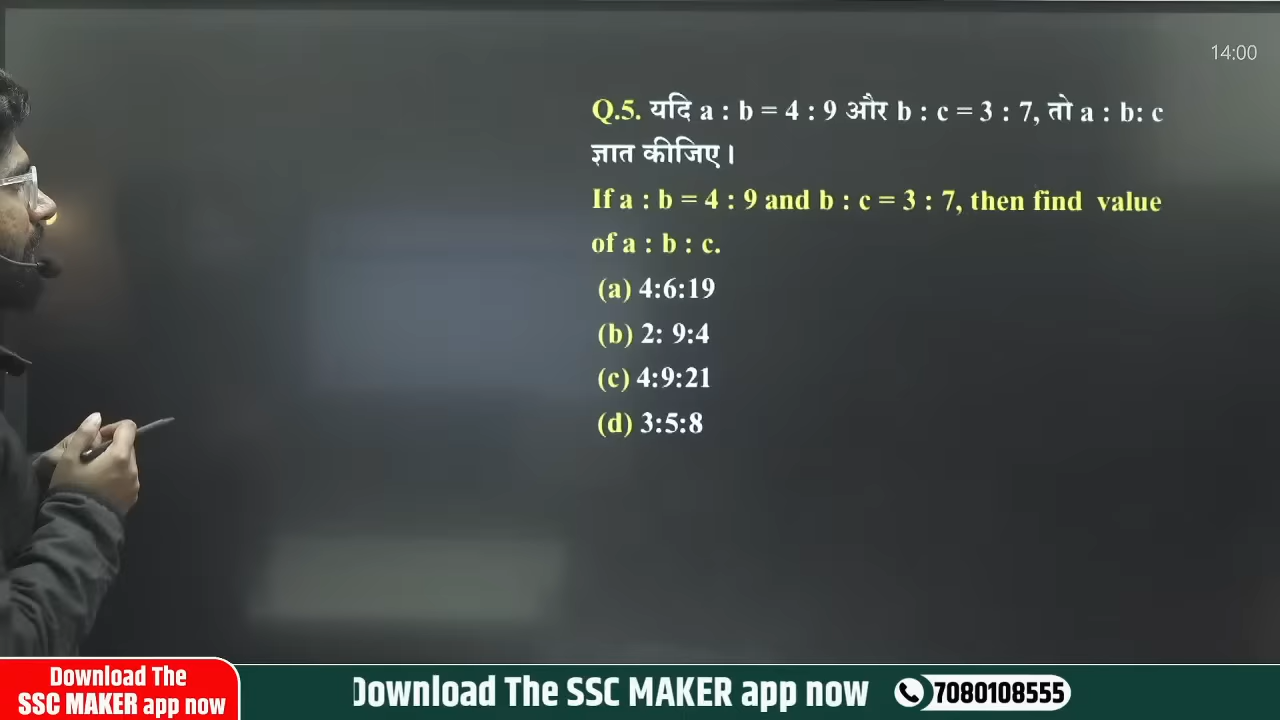 14:00
Q.5. यदि a : b = 4 : 9 और b : c = 3 : 7, तो a : b: c
ज्ञात कीजिए।
If a : b = 4 : 9 and b : c = 3 : 7, then find value
of a : b : c.
(a) 4:6:19
(b) 2: 9:4
(c) 4:9:21
(d) 3:5:8
Download The
SSC MAKER app now
Download The SSC MAKER app now
7080108555